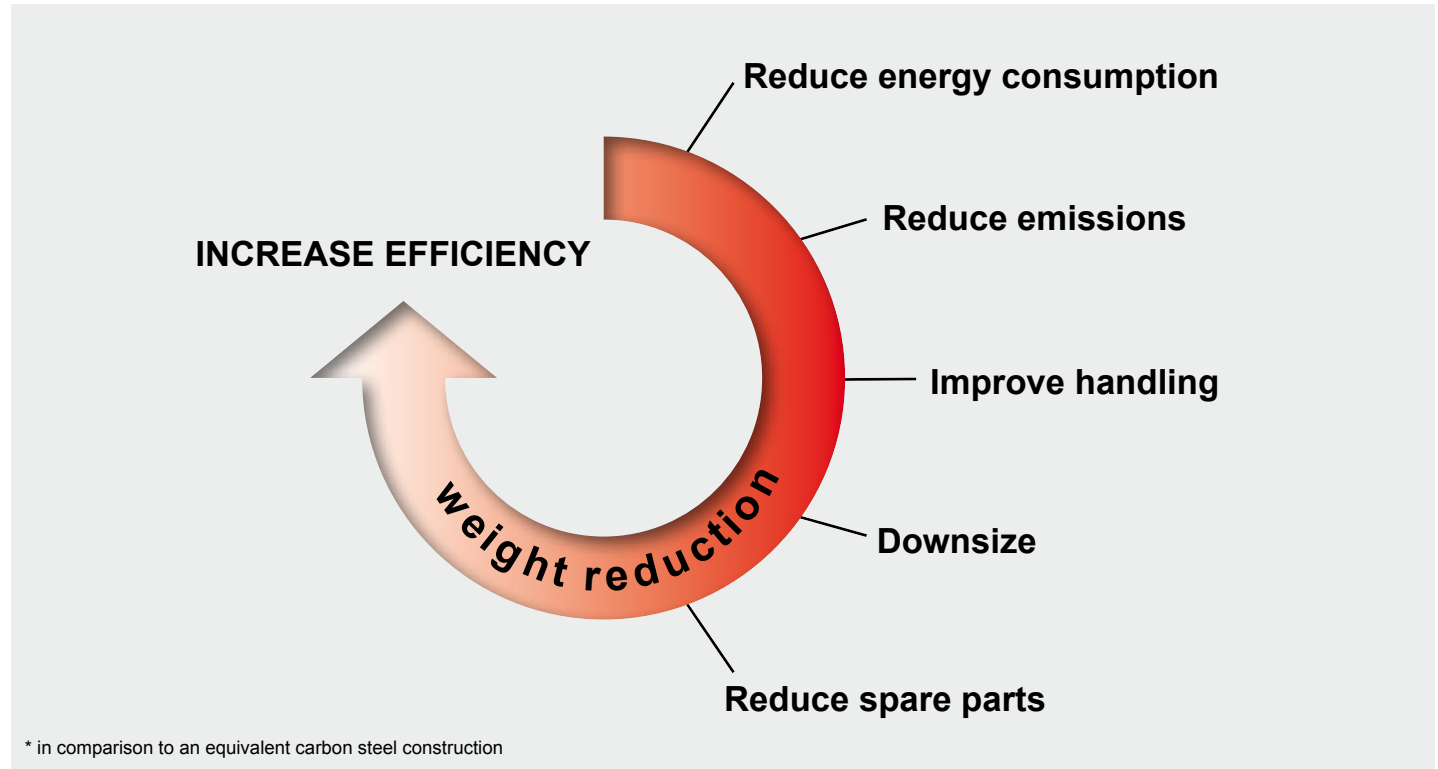 Reduce energy consumption
Reduce emissions
INCREASE EFFICIENCY
Improve handling
weight reduction
Downsize
Reduce spare parts
* in comparison to an equivalent carbon steel construction